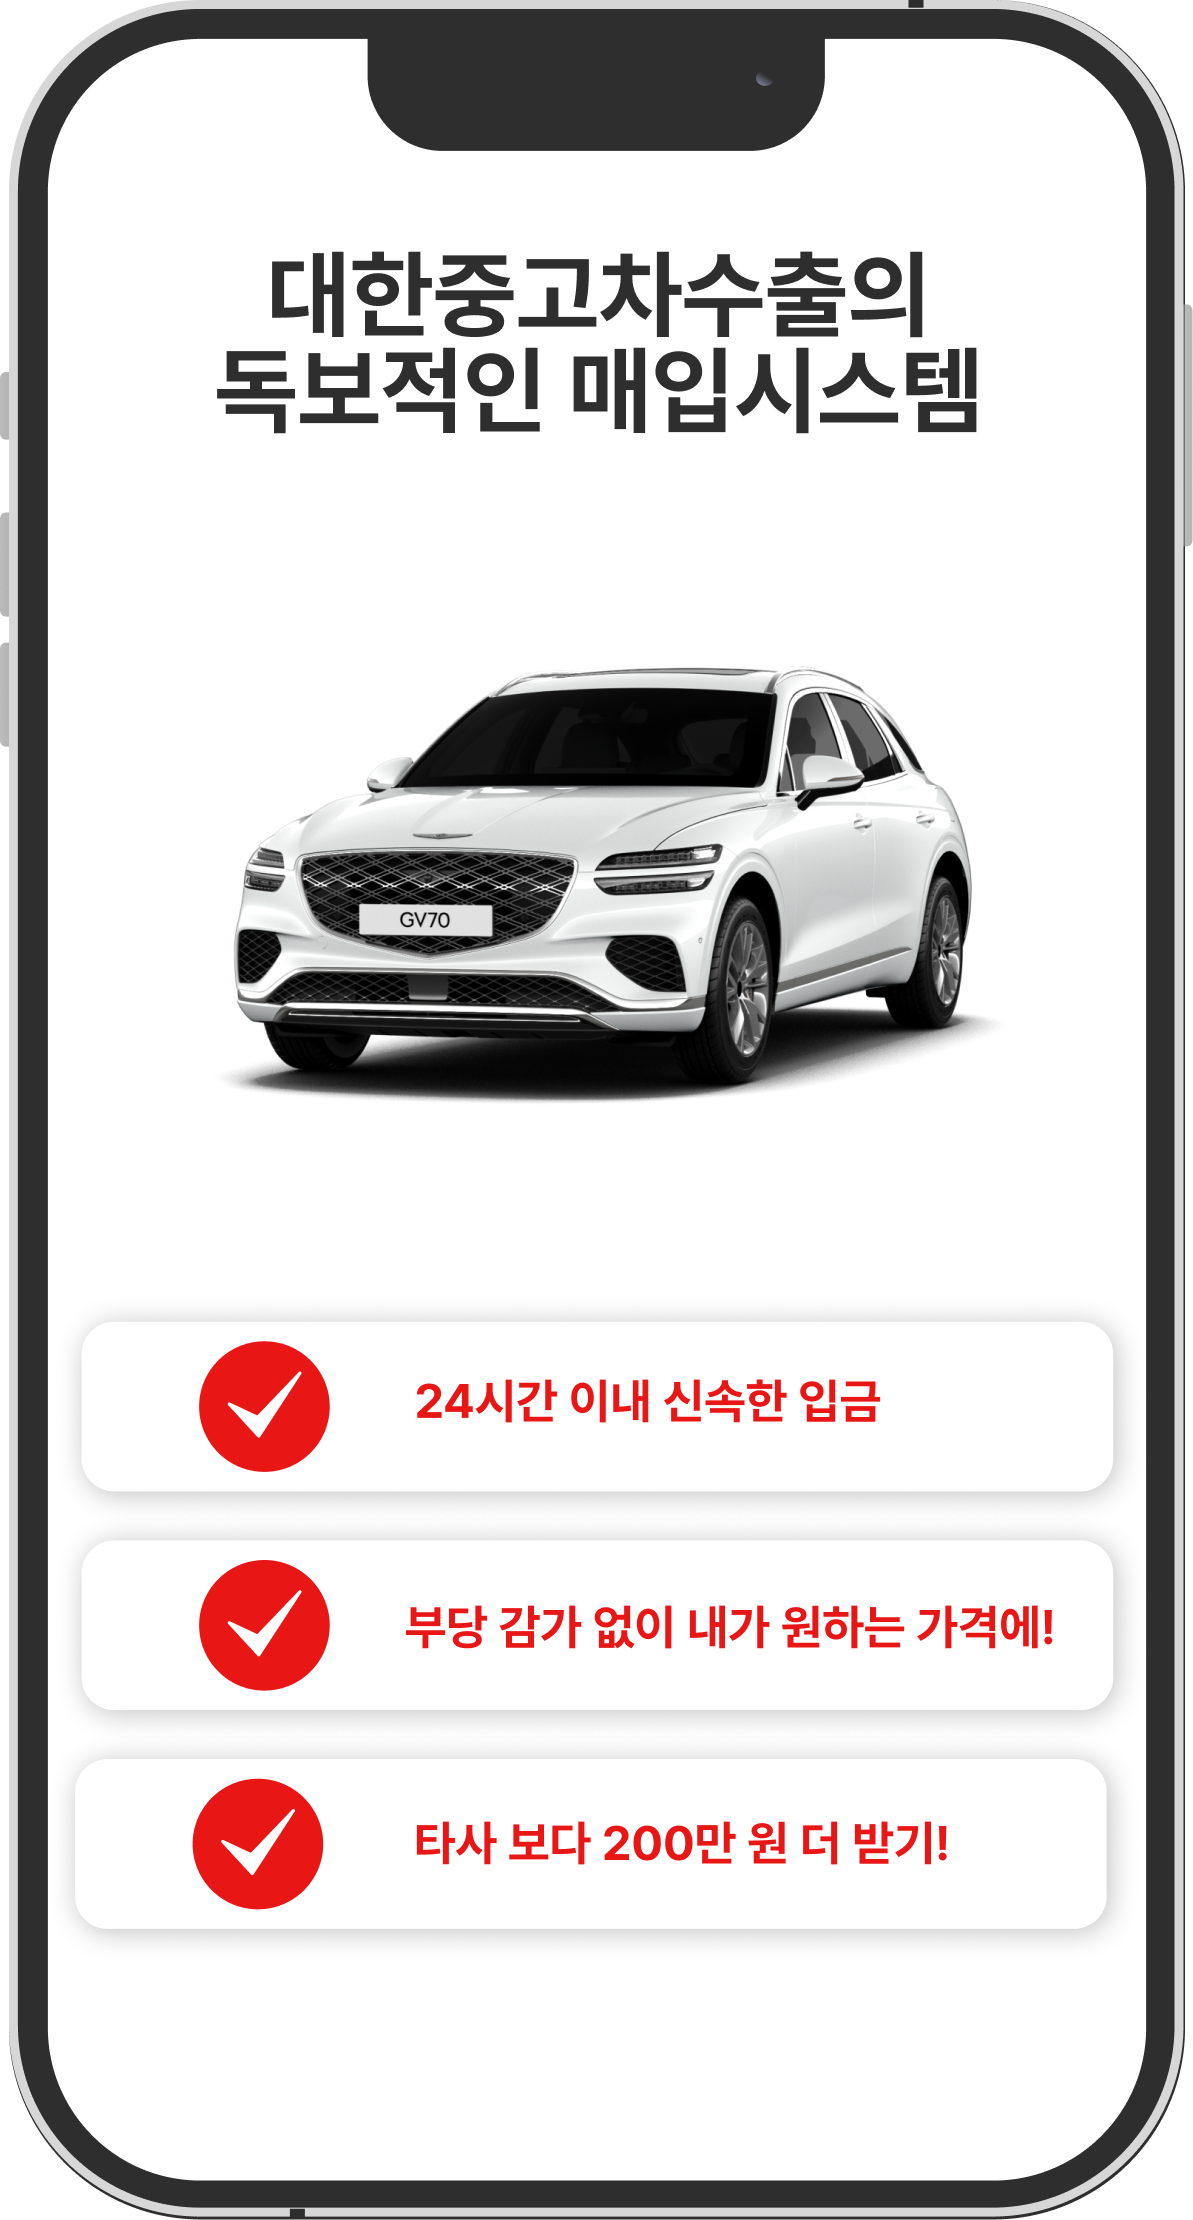 대한중고차수출의
독보적인 매입시스템
GV70
24시간 이내 신속한 입금
부당 감가 없이 내가 원하는 가격에!
타사 보다 200만 원 더 받기!